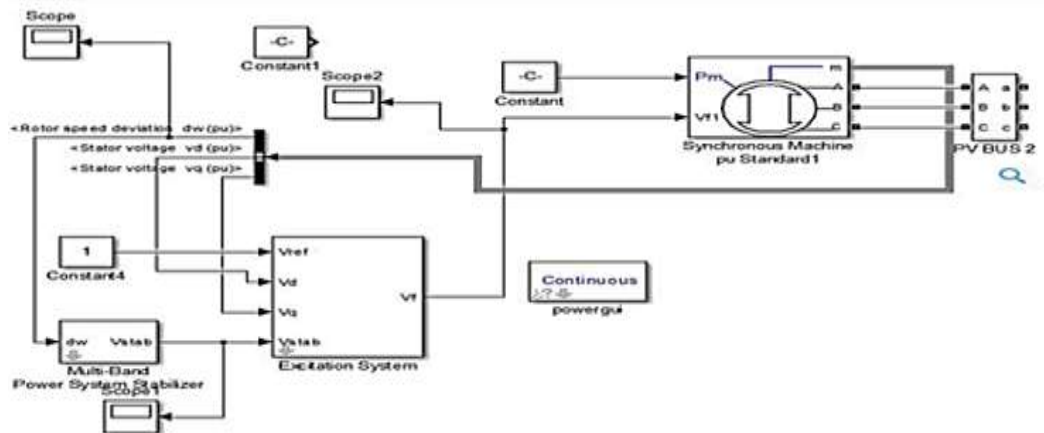 Scope
-C-
Constant1
Scope2
-C-
Constant
Pm
m
A
B
C
Vf1
Synchronous Machine
pu Standard1
A a
B b
C c
PV BUS 2
<Rotor speed deviation dw (pu)>
<Stator voltage vd (pu)>
<Stator voltage vq (pu)>
1
Constant4
Vref
Vd
Vq
Vstab
Vf
Excitation System
Continuous
powergui
dw Vstab
Multi-Band
Power System Stabilizer
Scope1